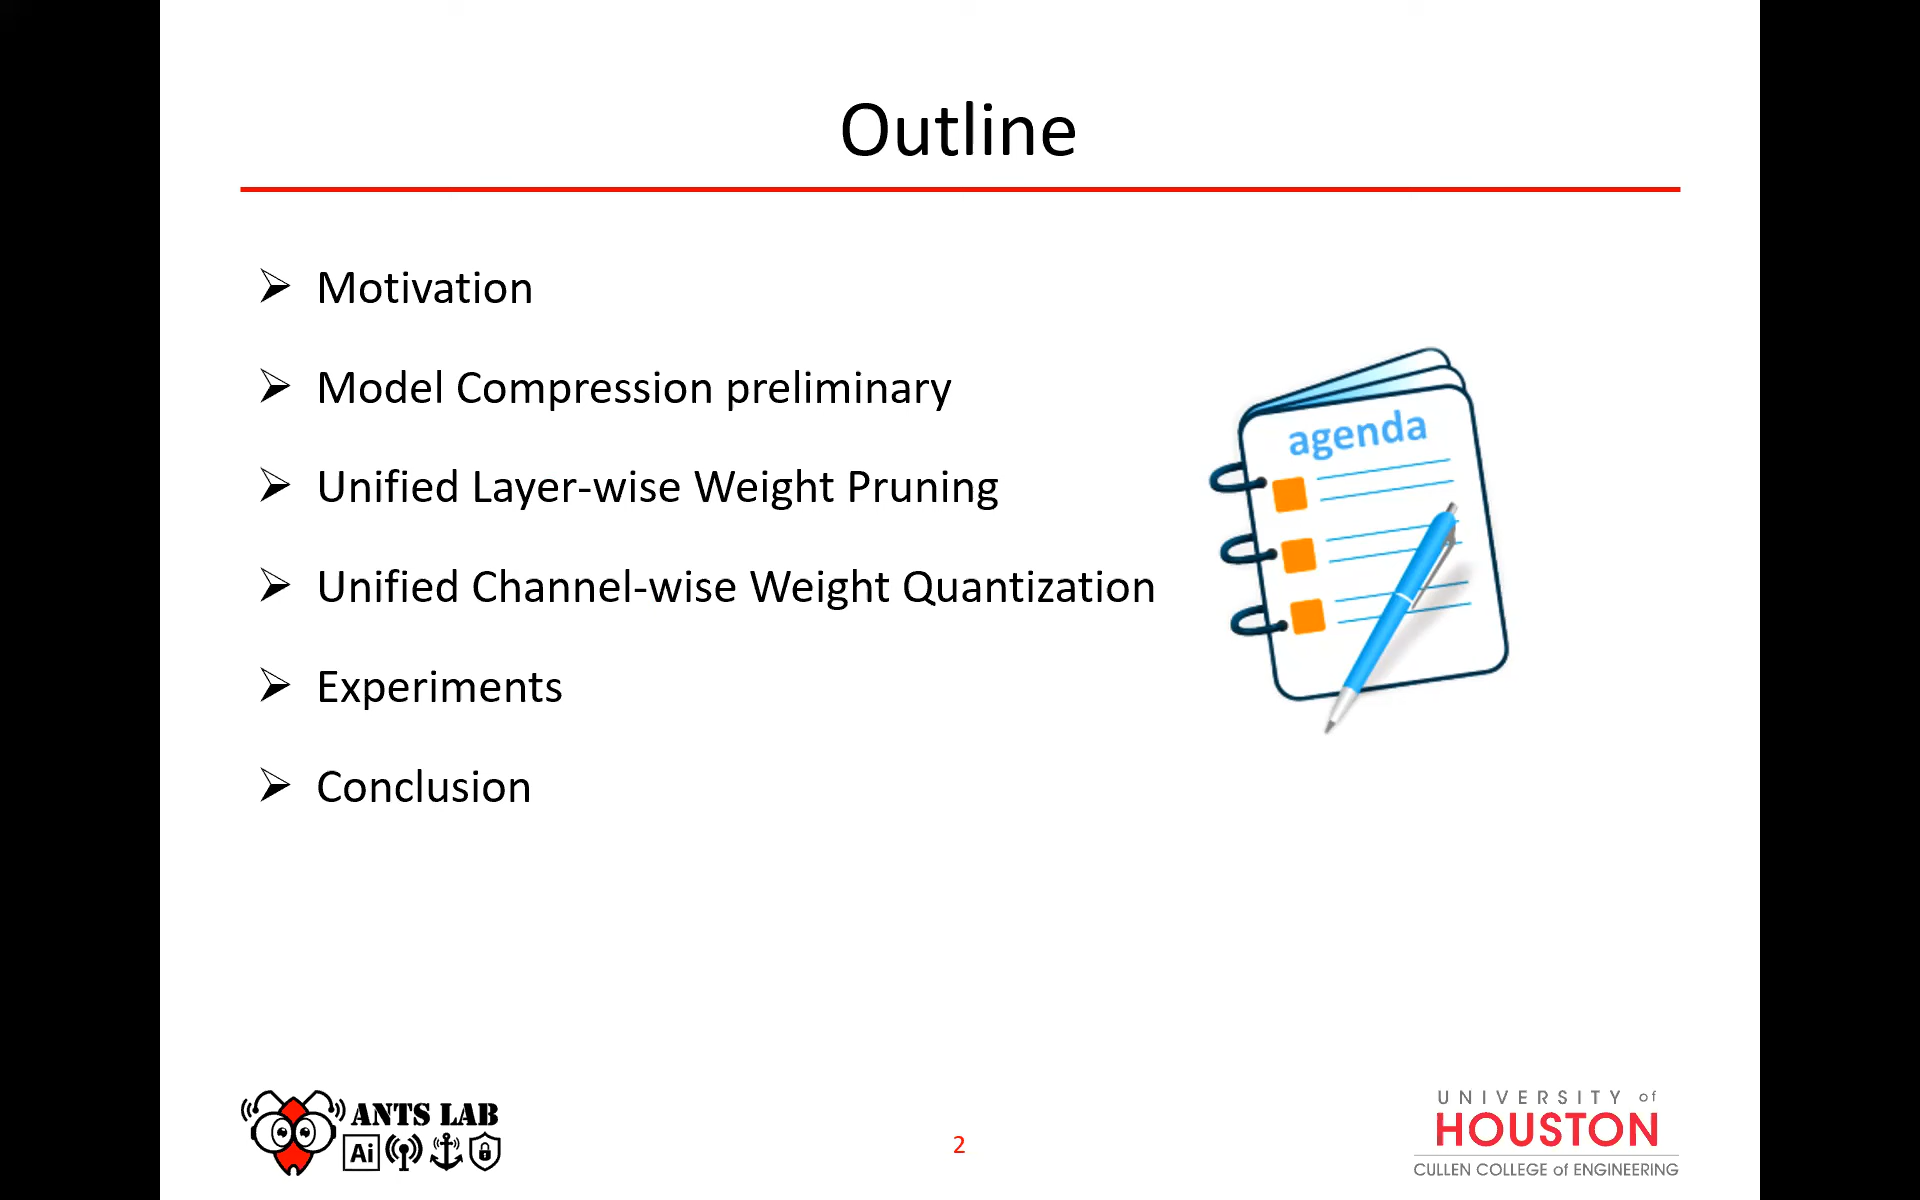 Outline
Motivation
Model Compression preliminary
Unified Layer-wise Weight Pruning
Unified Channel-wise Weight Quantization
Experiments
Conclusion
agenda
ANTS LAB
Ai
2
UNIVERSITY of
HOUSTON
CULLEN COLLEGE of ENGINEERING